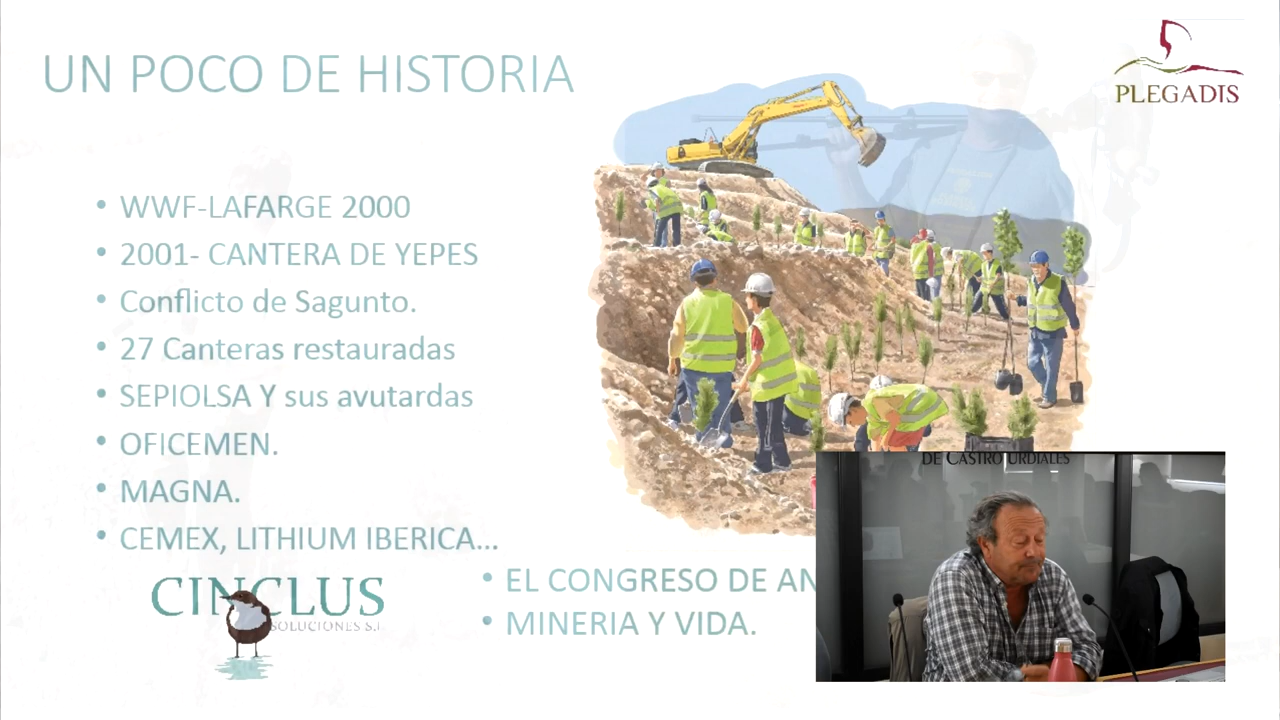 UN POCO DE HISTORIA
PLEGADIS
• WWF-LAFARGE 2000
• 2001- CANTERA DE YEPES
• Conflicto de Sagunto.
• 27 Canteras restauradas
• SEPIOLSA Y sus avutardas
• OFICEMEN.
• MAGNA.
• CEMEX, LITHIUM IBERICA...
CINCLUS
SOLUCIONES S.L
• EL CONGRESO DE AN
• MINERIA Y VIDA.
DE CASTRO URDIALES